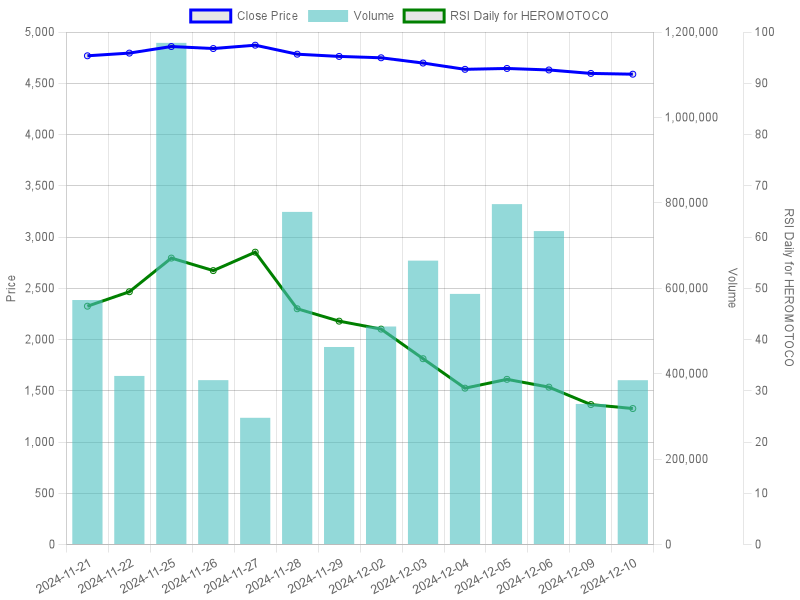 Close Price Volume RSI Daily for HEROMOTOCO
5,000 1,200,000 100
4,500 90
1,000,000
4,000 80
3,500 70
800,000
3,000 60
2,500 600,000 50
2,000 40
400,000
1,500 30
1,000 20
200,000
500 10
0 0 0
Price
Volume
RSI Daily for HEROMOTOCO
2024-11-21 2024-11-22 2024-11-25 2024-11-26 2024-11-27 2024-11-28 2024-11-29 2024-12-02 2024-12-03 2024-12-04 2024-12-05 2024-12-06 2024-12-09 2024-12-10